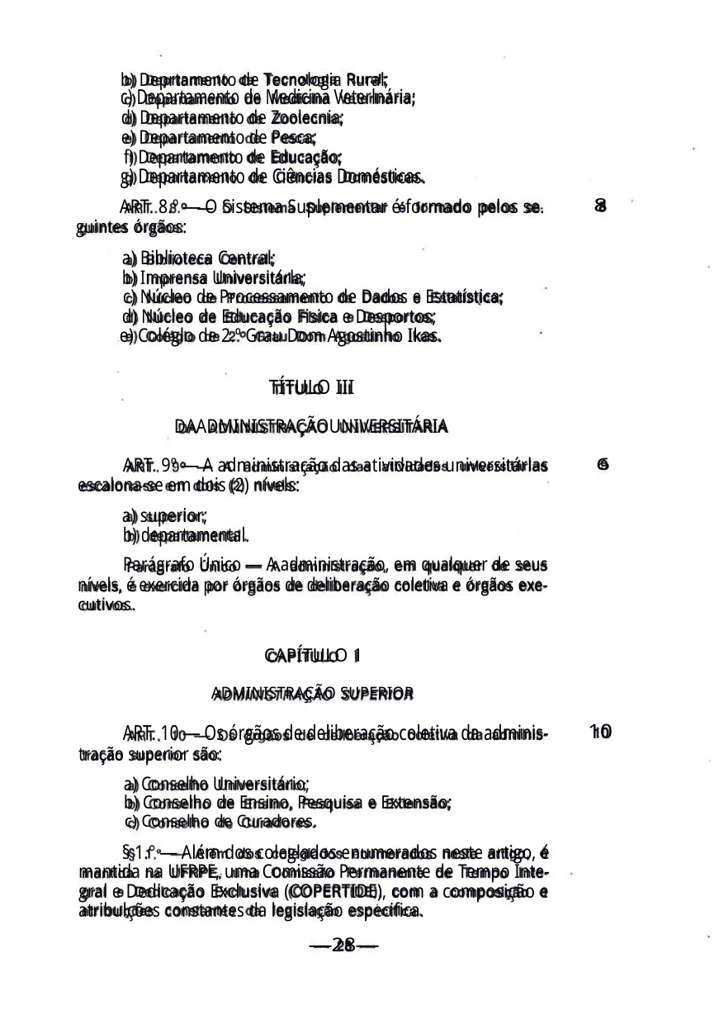 b) Deprtamento de Tecnologia Rural;
c) Departamento de Medicina Veterinária;
d) Departamento de Zoolecnia;
e) Departamento de Pesca;
f) Departamento de Educação;
g) Departamento de Ciências Domésticas.
ART. 8.º — O Sistema Suplementar é formado pelos se- 8
guintes órgãos:
a) Biblioteca Central;
b) Imprensa Universitária;
c) Núcleo de Processamento de Dados e Estatística;
d) Núcleo de Educação Física e Desportos;
e) Colégio de 2.º Grau Dom Agostinho Ikas.
TÍTULO III
DA ADMINISTRAÇÃO UNIVERSITÁRIA
ART. 9º — A administração das atividades universitárias
escalona-se em dois (2) níveis:
a) superior;
b) departamental.
Parágrafo Único — A administração, em qualquer de seus
níveis, é exercida por órgãos de deliberação coletiva e órgãos exe-
cutivos.
CAPÍTULO I
ADMINISTRAÇÃO SUPERIOR
ART. 10 — Os órgãos de deliberação coletiva da adminis- 10
tração superior são:
a) Conselho Universitário;
b) Conselho de Ensino, Pesquisa e Extensão;
c) Conselho de Curadores.
§ 1.º — Além dos colegiados enumerados neste artigo, é
mantida na UFRPE, uma Comissão Permanente de Tempo Inte-
gral e Dedicação Exclusiva (COPERTIDE), com a composição e
atribuições constantes da legislação específica.
— 28 —